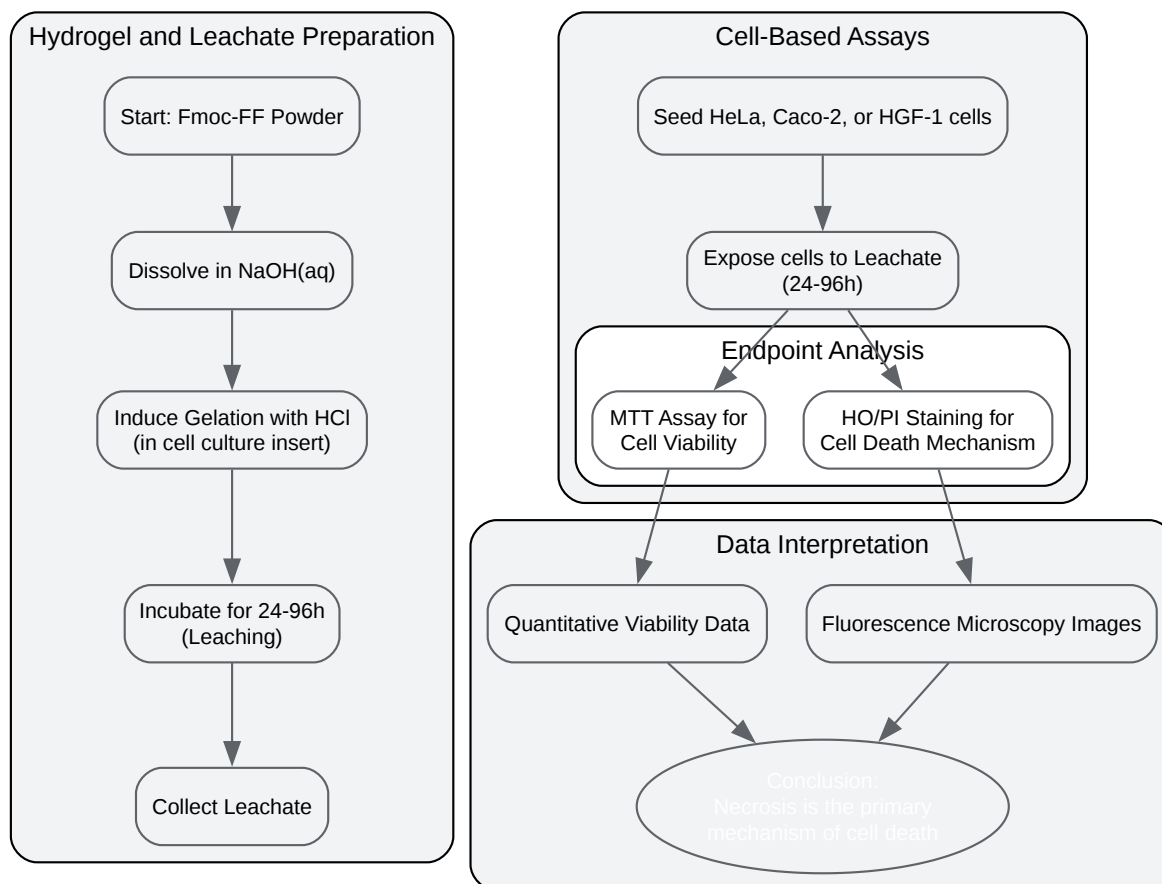 Hydrogel and Leachate Preparation
Start: Fmoc-FF Powder
Dissolve in NaOH(aq)
Induce Gelation with HCl
(in cell culture insert)
Incubate for 24-96h
(Leaching)
Collect Leachate
Cell-Based Assays
Seed HeLa, Caco-2, or HGF-1 cells
Expose cells to Leachate
(24-96h)
Endpoint Analysis
MTT Assay for
Cell Viability
HO/PI Staining for
Cell Death Mechanism
Data Interpretation
Quantitative Viability Data
Fluorescence Microscopy Images
Conclusion:
Necrosis is the primary
mechanism of cell death